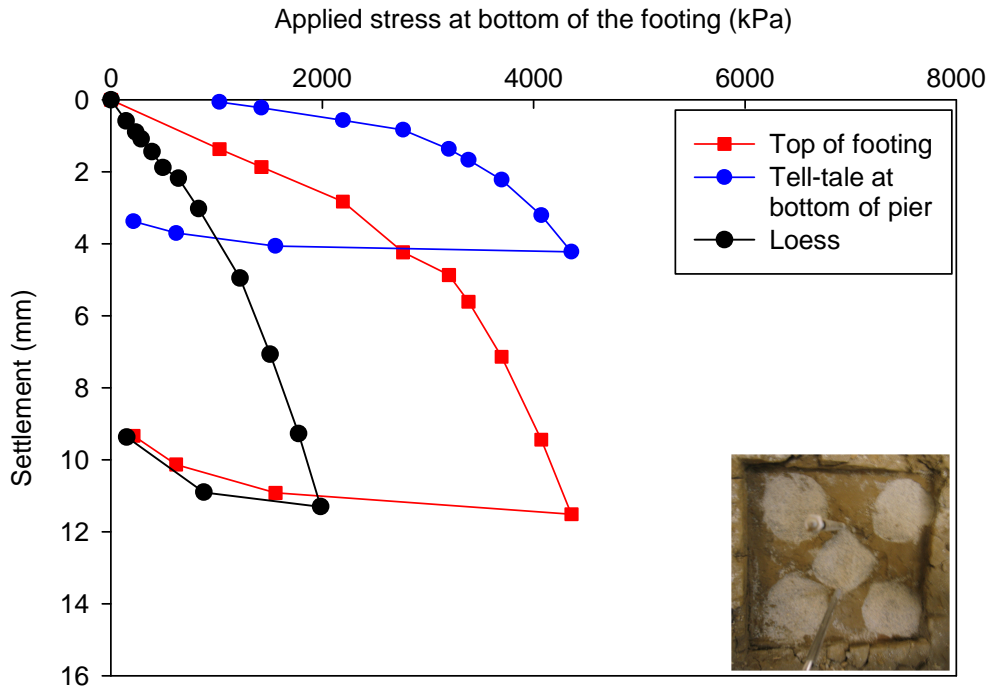 Applied stress at bottom of the footing (kPa)
0 2000 4000 6000 8000
0
2
4
6
8
10
12
14
16
Settlement (mm)
Top of footing
Tell-tale at
bottom of pier
Loess